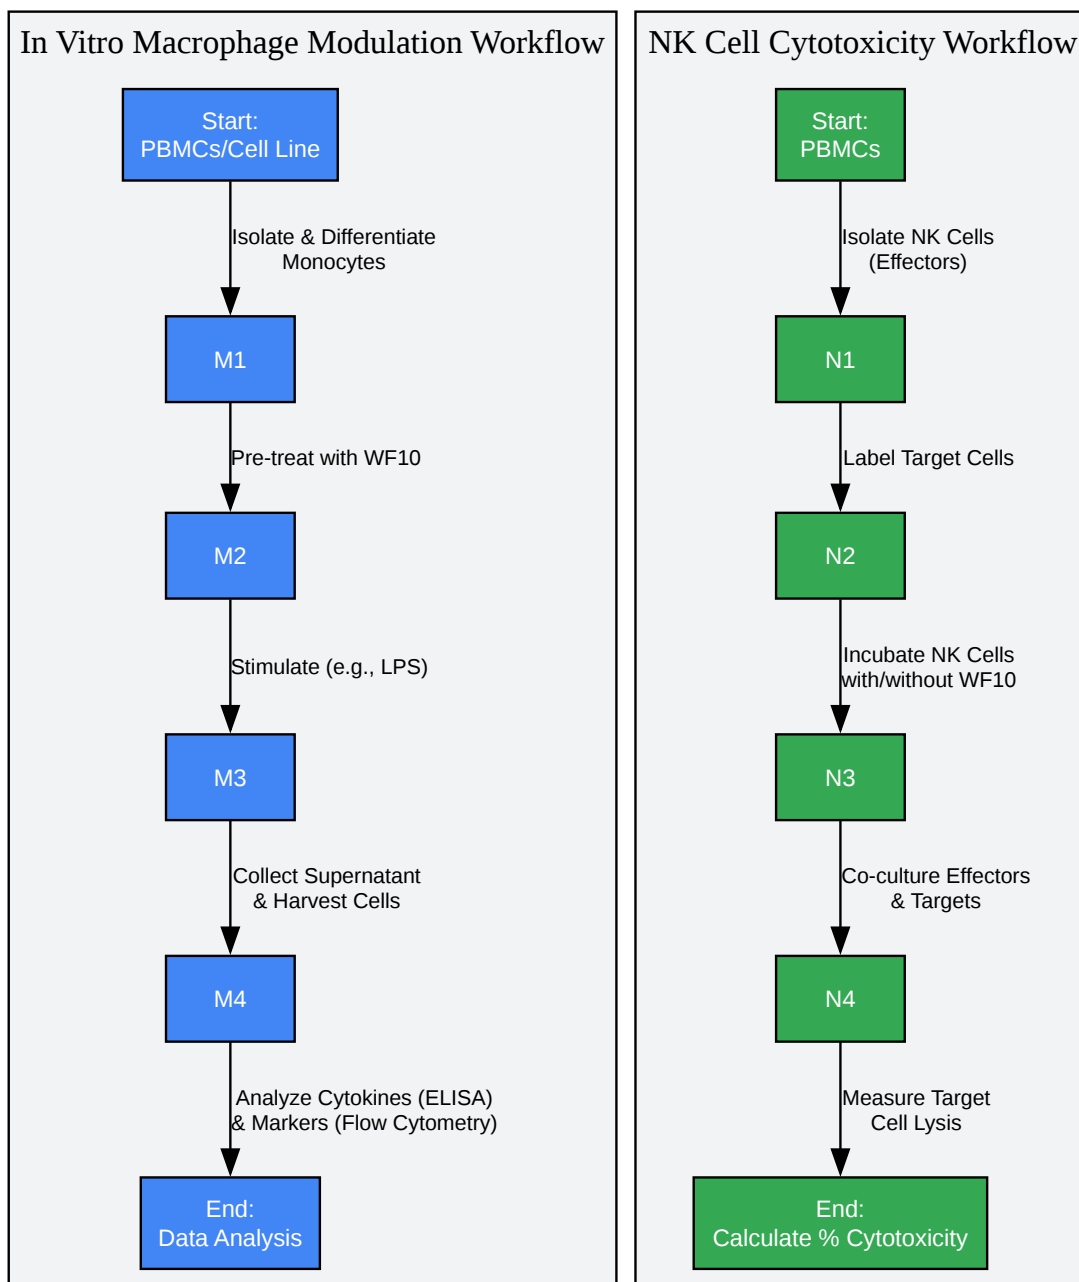 In Vitro Macrophage Modulation Workflow
Start:
PBMCs/Cell Line
Isolate & Differentiate
Monocytes
M1
Pre-treat with WF10
M2
Stimulate (e.g., LPS)
M3
Collect Supernatant
& Harvest Cells
M4
Analyze Cytokines (ELISA)
& Markers (Flow Cytometry)
End:
Data Analysis
NK Cell Cytotoxicity Workflow
Start:
PBMCs
Isolate NK Cells
(Effectors)
N1
Label Target Cells
N2
Incubate NK Cells
with/without WF10
N3
Co-culture Effectors
& Targets
N4
Measure Target
Cell Lysis
End:
Calculate % Cytotoxicity